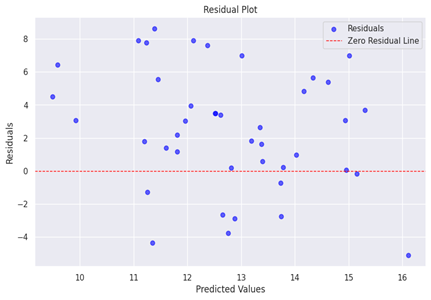 Residual Plot
Residuals
Zero Residual Line
Residuals
8
6
4
2
0
−2
−4
10
11
12
13
14
15
16
Predicted Values